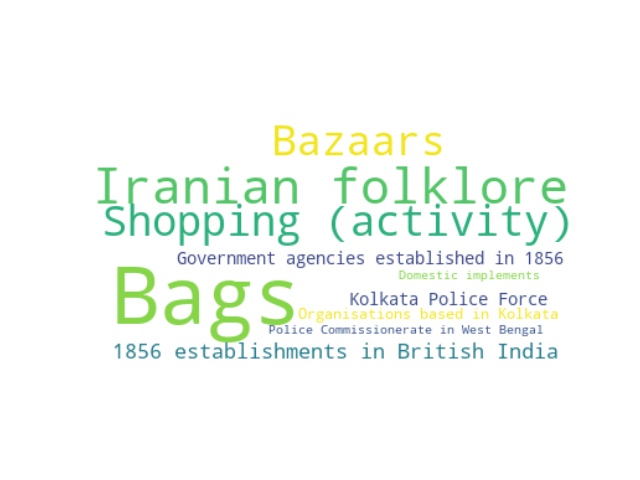 Bazaars
Iranian folklore
Shopping (activity)
Government agencies established in 1856
Domestic implements
Bags
Kolkata Police Force
Organisations based in Kolkata
Police Commissionerate in West Bengal
1856 establishments in British India